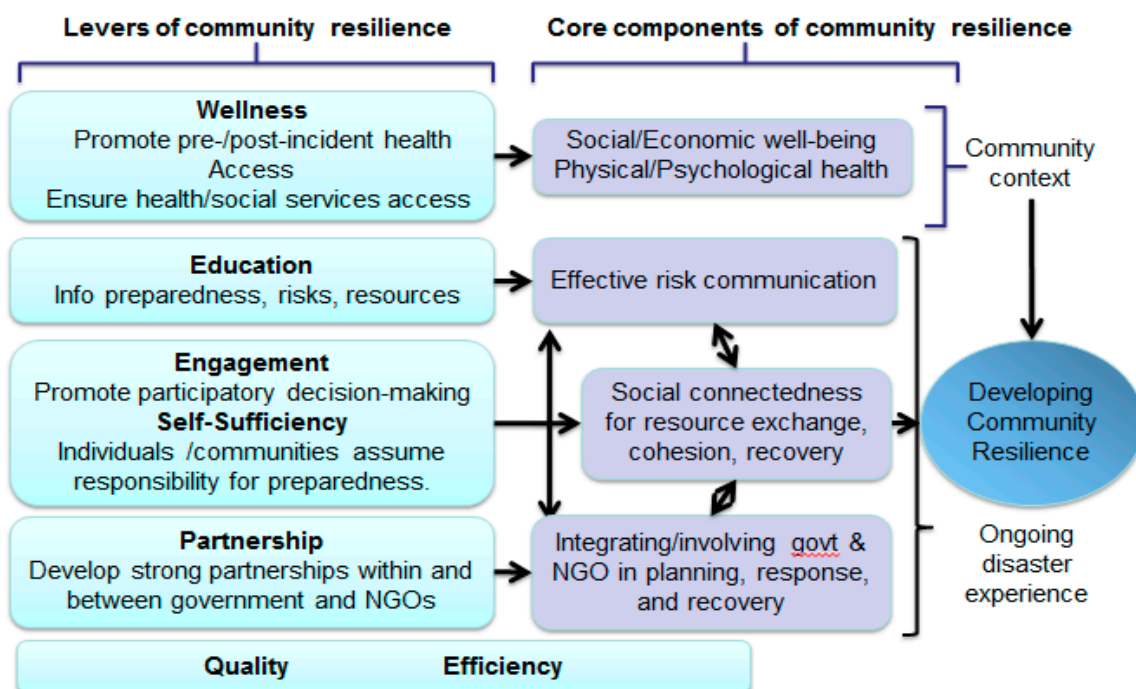 Levers of community resilience
Core components of community resilience
Wellness
Promote pre-/post-incident health
Access
Ensure health/social services access
Social/Economic well-being
Physical/Psychological health
Community
context
Education
Info preparedness, risks, resources
Effective risk communication
Engagement
Promote participatory decision-making
Self-Sufficiency
Individuals /communities assume
responsibility for preparedness.
Social connectedness
for resource exchange,
cohesion, recovery
Developing
Community
Resilience
Partnership
Develop strong partnerships within and
between government and NGOs
Integrating/involving govt &
NGO in planning, response,
and recovery
Ongoing
disaster
experience
Quality Efficiency